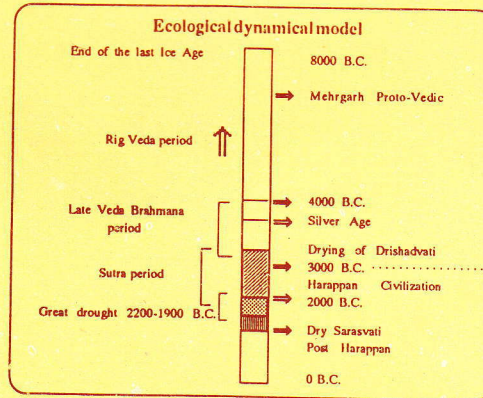 Ecological dynamical model
End of the last Ice Age
8000 B.C.
Mehrgarh Proto-Vedic
Rig Veda period
4000 B.C.
Late Veda Brahmana
period
Silver Age
Drying of Drishadvati
3000 B.C.
Sutra period
Harappan Civilization
2000 B.C.
Great drought 2200-1900 B.C.
Dry Sarasvati
Post Harappan
0 B.C.